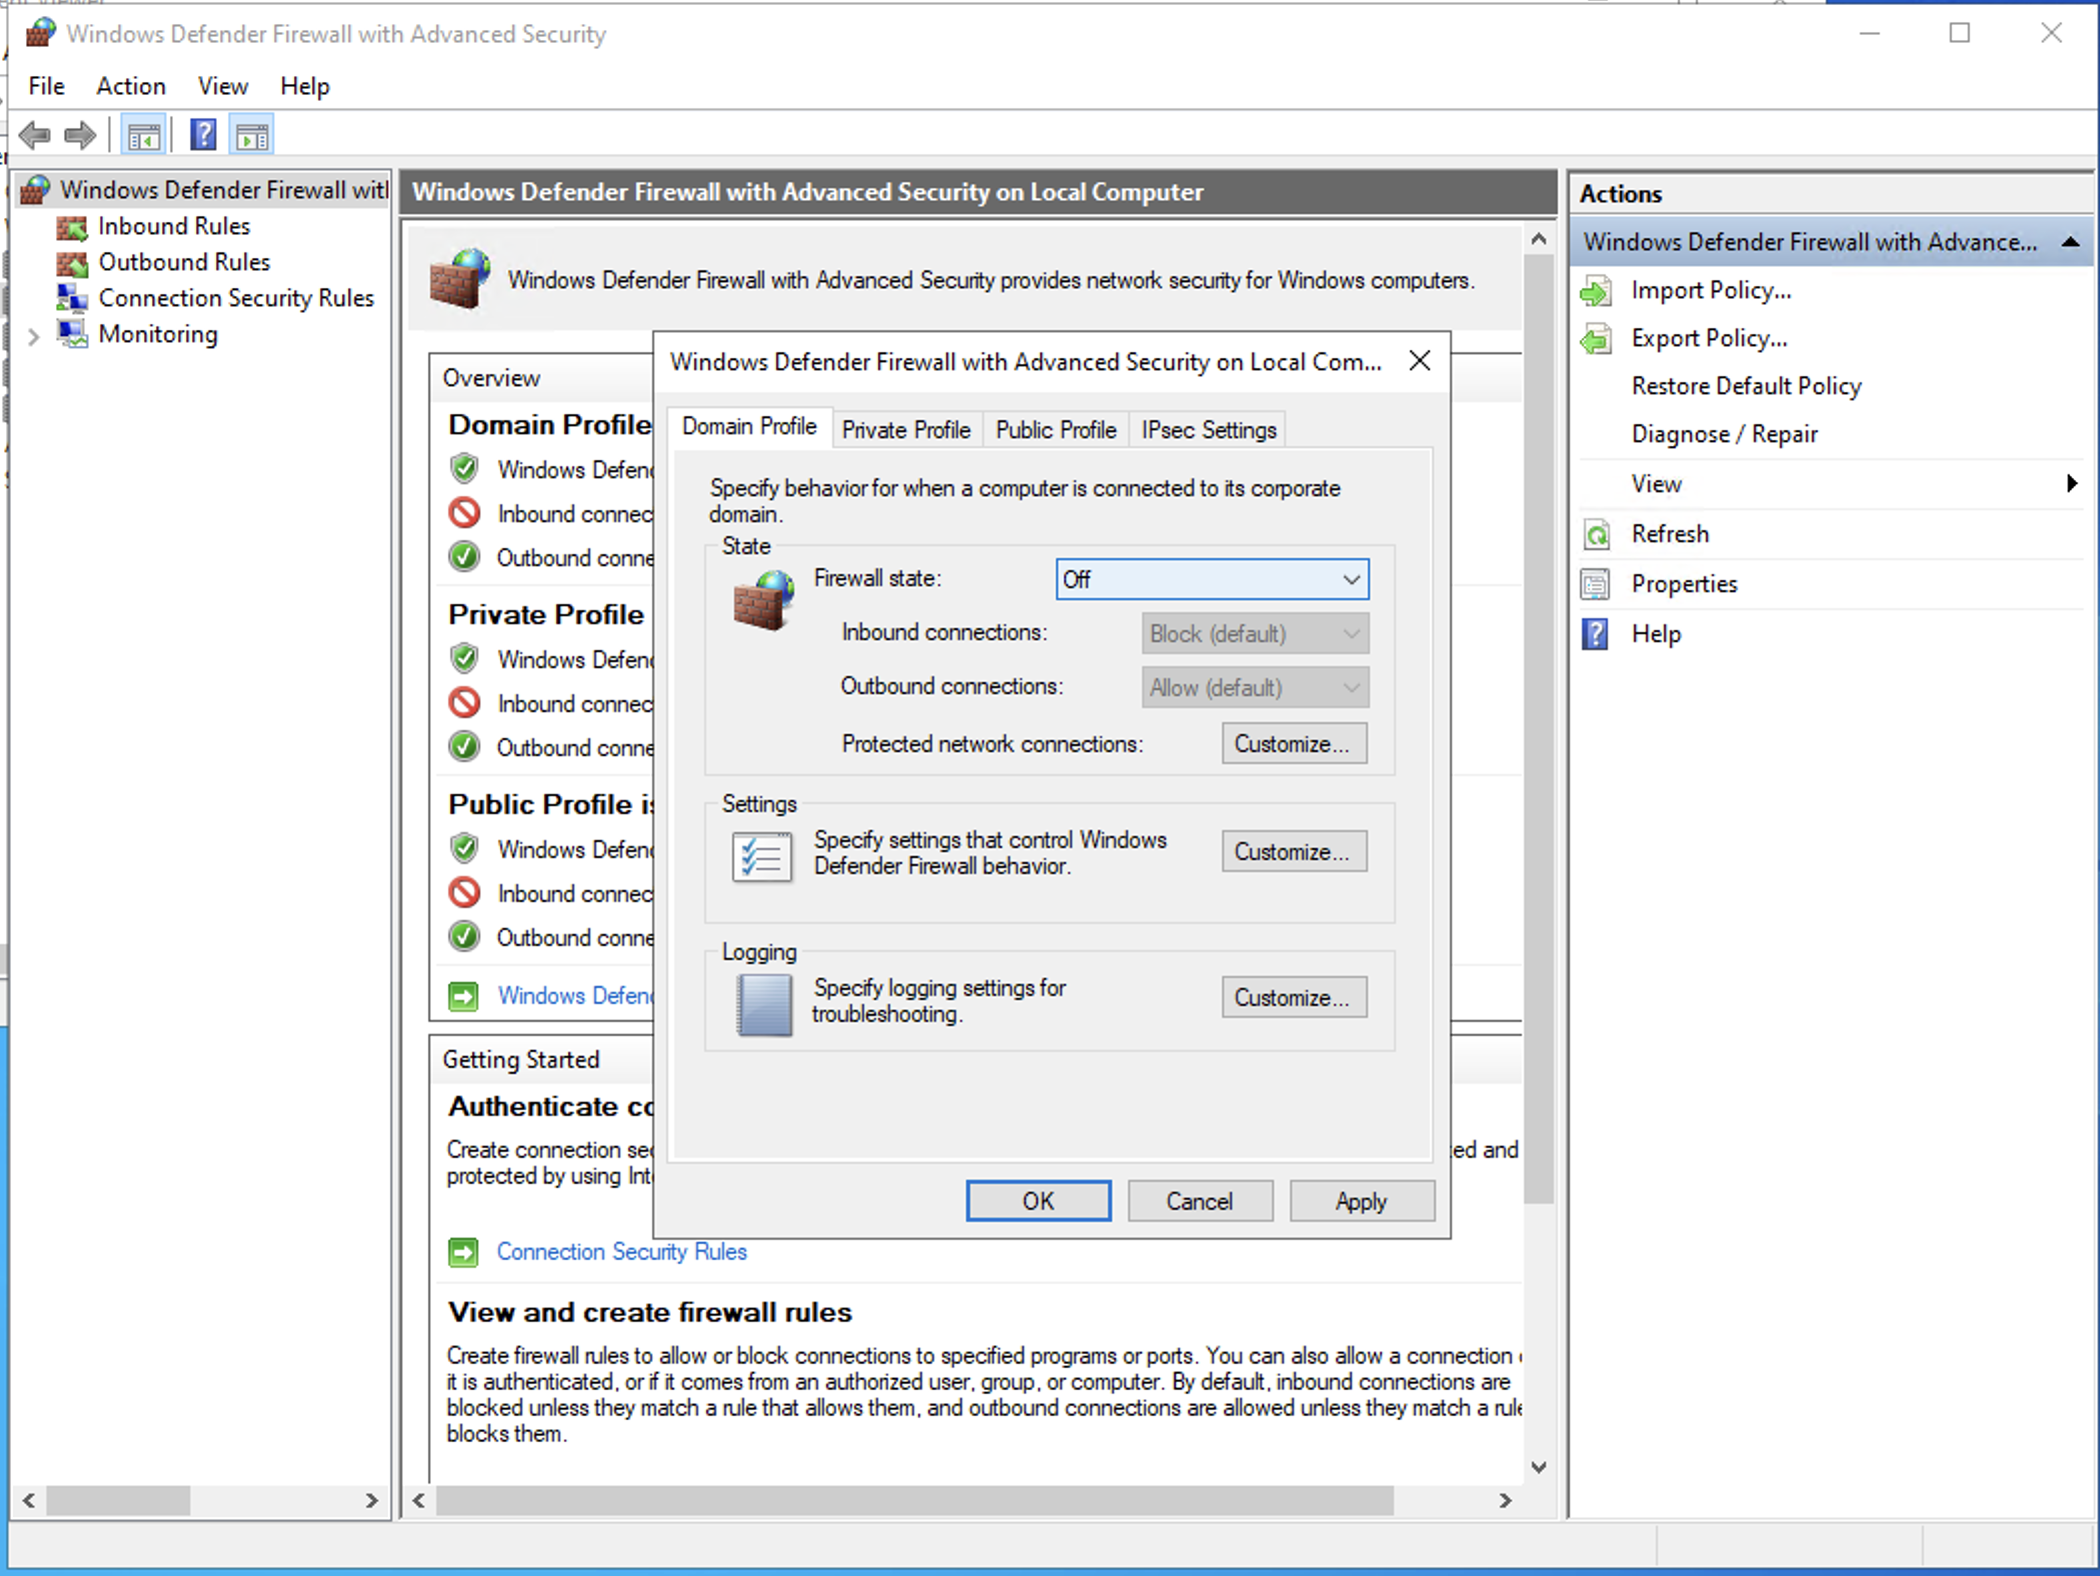 Windows Defender Firewall with Advanced Security
File Action View Help
Windows Defender Firewall with
Inbound Rules
Outbound Rules
Connection Security Rules
Monitoring
Windows Defender Firewall with Advanced Security on Local Computer
Windows Defender Firewall with Advanced Security provides network security for Windows computers.
Overview
Domain Profile
Windows Defen
Inbound connec
Outbound conne
Private Profile
Windows Defen
Inbound connec
Outbound conne
Public Profile is
Windows Defen
Inbound connec
Outbound conne
Windows Defen
Getting Started
Authenticate co
Create connection sec
ed and
protected by using Int
Connection Security Rules
View and create firewall rules
Create firewall rules to allow or block connections to specified programs or ports. You can also allow a connection
it is authenticated, or if it comes from an authorized user, group, or computer. By default, inbound connections are
blocked unless they match a rule that allows them, and outbound connections are allowed unless they match a rule
blocks them.
Windows Defender Firewall with Advanced Security on Local Com...
Domain Profile Private Profile Public Profile IPsec Settings
Specify behavior for when a computer is connected to its corporate
domain.
State
Firewall state: Off
Inbound connections: Block (default)
Outbound connections: Allow (default)
Protected network connections: Customize...
Settings
Specify settings that control Windows
Defender Firewall behavior.
Customize...
Logging
Specify logging settings for
troubleshooting.
Customize...
OK Cancel Apply
Actions
Windows Defender Firewall with Advance...
Import Policy...
Export Policy...
Restore Default Policy
Diagnose / Repair
View
Refresh
Properties
Help